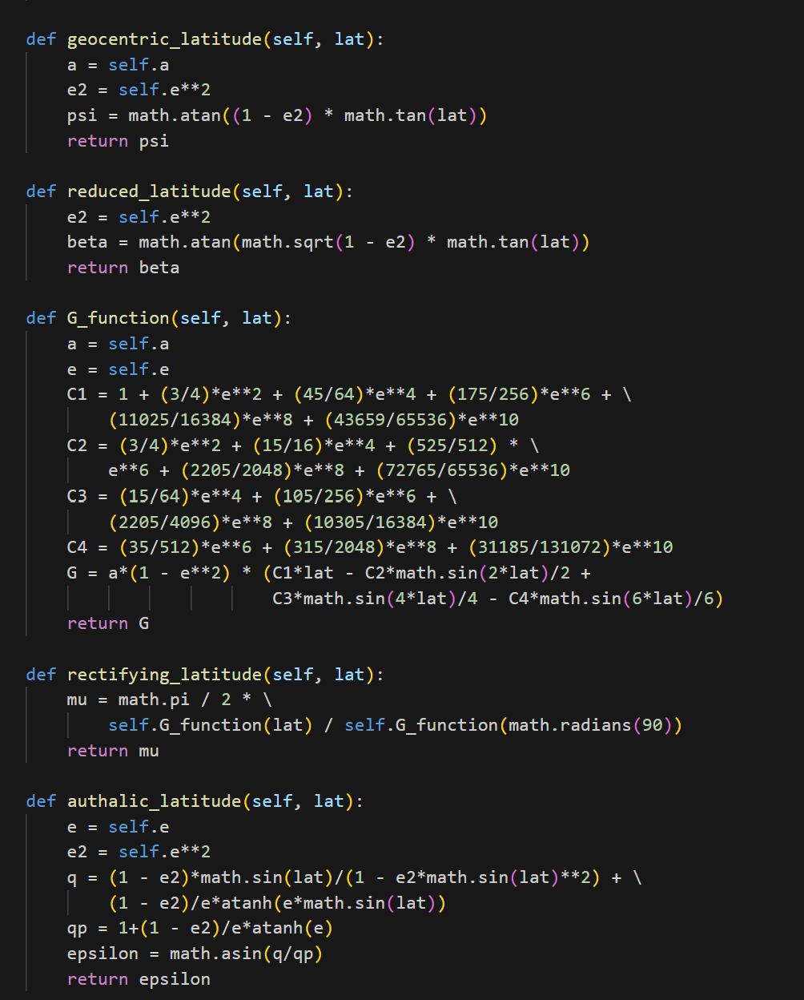 def geocentric_latitude(self, lat):
    a = self.a
    e2 = self.e**2
    psi = math.atan((1 - e2) * math.tan(lat))
    return psi

def reduced_latitude(self, lat):
    e2 = self.e**2
    beta = math.atan(math.sqrt(1 - e2) * math.tan(lat))
    return beta

def G_function(self, lat):
    a = self.a
    e = self.e
    C1 = 1 + (3/4)*e**2 + (45/64)*e**4 + (175/256)*e**6 + \
        (11025/16384)*e**8 + (43659/65536)*e**10
    C2 = (3/4)*e**2 + (15/16)*e**4 + (525/512) * \
        e**6 + (2205/2048)*e**8 + (72765/65536)*e**10
    C3 = (15/64)*e**4 + (105/256)*e**6 + \
        (2205/4096)*e**8 + (10305/16384)*e**10
    C4 = (35/512)*e**6 + (315/2048)*e**8 + (31185/131072)*e**10
    G = a*(1 - e**2) * (C1*lat - C2*math.sin(2*lat)/2 +
                        C3*math.sin(4*lat)/4 - C4*math.sin(6*lat)/6)
    return G

def rectifying_latitude(self, lat):
    mu = math.pi / 2 * \
        self.G_function(lat) / self.G_function(math.radians(90))
    return mu

def authalic_latitude(self, lat):
    e = self.e
    e2 = self.e**2
    q = (1 - e2)*math.sin(lat)/(1 - e2*math.sin(lat)**2) + \
        (1 - e2)/e*atanh(e*math.sin(lat))
    qp = 1+(1 - e2)/e*atanh(e)
    epsilon = math.asin(q/qp)
    return epsilon